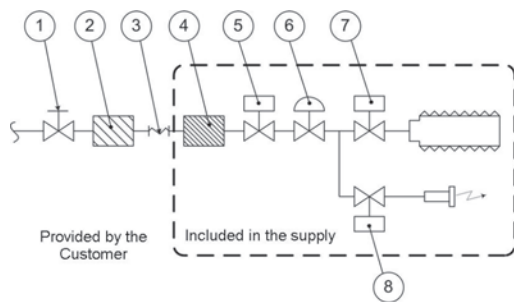 1
2
3
4
5
6
7
Provided by the
Customer
Included in the supply
8